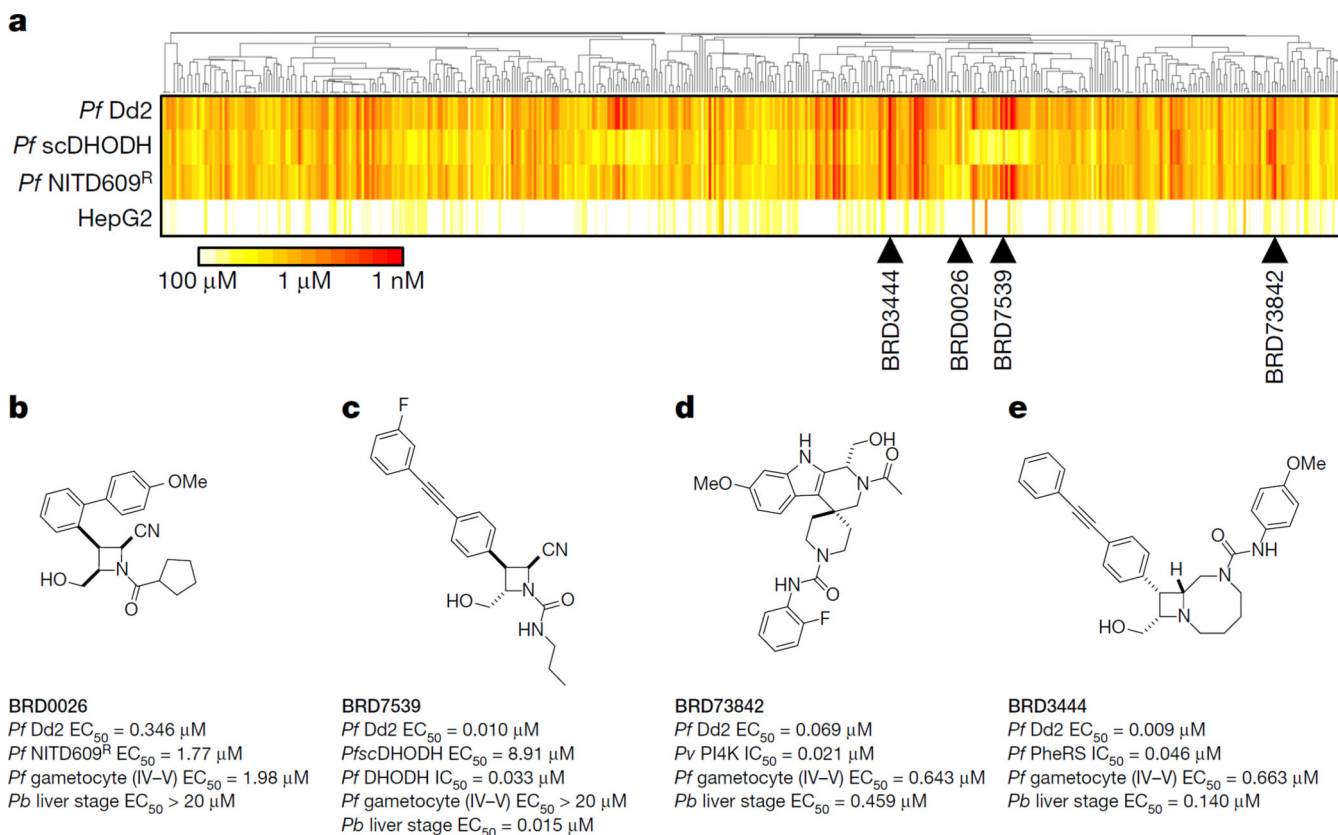 a
Pf Dd2
Pf scDHODH
Pf NITD609ᴿ
HepG2
100 μM 1 μM 1 nM
BRD3444
BRD0026
BRD7539
BRD73842
b
OMe
CN
HO
N
O
c
F
CN
HO
N
O
HN
d
H
N
OH
O
MeO
N
N
HN
O
F
e
OMe
O
N
NH
H
N
HO
BRD0026
Pf Dd2 EC₅₀ = 0.346 μM
Pf NITD609ᴿ EC₅₀ = 1.77 μM
Pf gametocyte (IV–V) EC₅₀ = 1.98 μM
Pb liver stage EC₅₀ > 20 μM
BRD7539
Pf Dd2 EC₅₀ = 0.010 μM
PfscDHODH EC₅₀ = 8.91 μM
Pf DHODH IC₅₀ = 0.033 μM
Pf gametocyte (IV–V) EC₅₀ > 20 μM
Pb liver stage EC₅₀ = 0.015 μM
BRD73842
Pf Dd2 EC₅₀ = 0.069 μM
Pv PI4K IC₅₀ = 0.021 μM
Pf gametocyte (IV–V) EC₅₀ = 0.643 μM
Pb liver stage EC₅₀ = 0.459 μM
BRD3444
Pf Dd2 EC₅₀ = 0.009 μM
Pf PheRS IC₅₀ = 0.046 μM
Pf gametocyte (IV–V) EC₅₀ = 0.663 μM
Pb liver stage EC₅₀ = 0.140 μM